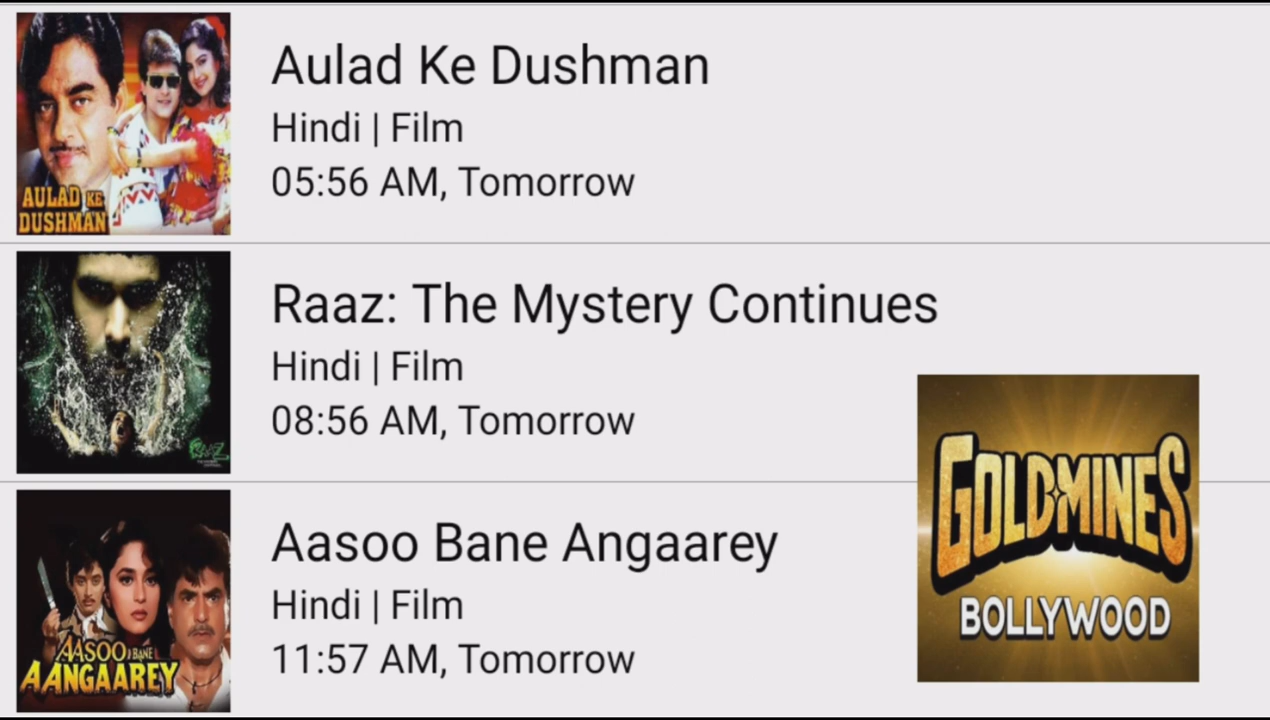 AULAD KE
DUSHMAN
Aulad Ke Dushman
Hindi | Film
05:56 AM, Tomorrow
RAAZ
Raaz: The Mystery Continues
Hindi | Film
08:56 AM, Tomorrow
AASOO BANE
AANGAAREY
Aasoo Bane Angaarey
Hindi | Film
11:57 AM, Tomorrow
GOLDMINES
BOLLYWOOD